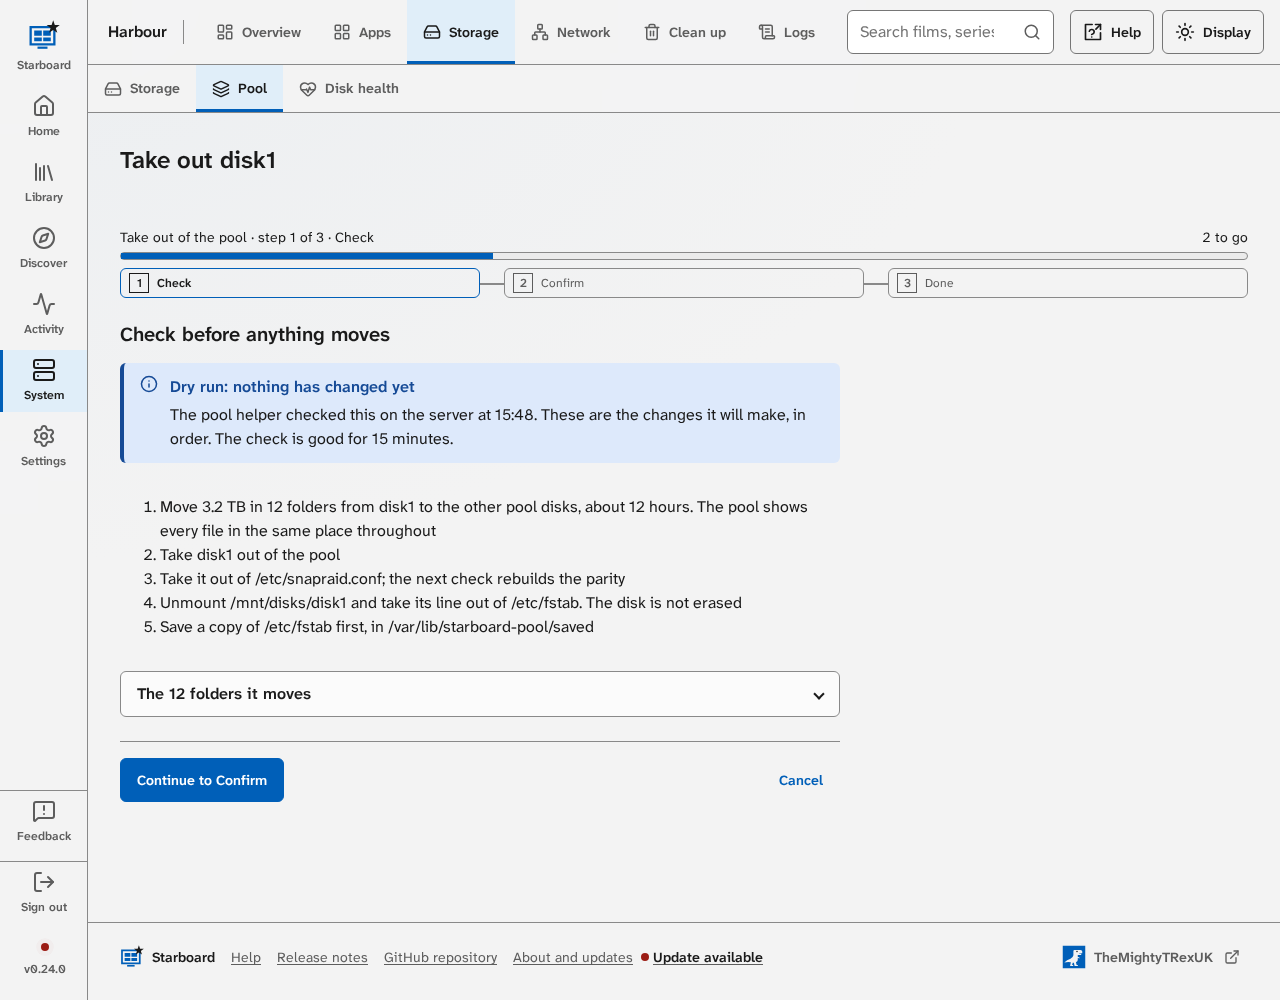 Starboard
Home
Library
Discover
Activity
System
Settings
Feedback
Sign out
v0.24.0
Harbour
Overview
Apps
Storage
Network
Clean up
Logs
Search films, series
Help
Display
Storage
Pool
Disk health
Take out disk1
Take out of the pool · step 1 of 3 · Check
2 to go
1 Check
2 Confirm
3 Done
Check before anything moves
Dry run: nothing has changed yet
The pool helper checked this on the server at 15:48. These are the changes it will make, in
order. The check is good for 15 minutes.
1. Move 3.2 TB in 12 folders from disk1 to the other pool disks, about 12 hours. The pool shows
every file in the same place throughout
2. Take disk1 out of the pool
3. Take it out of /etc/snapraid.conf; the next check rebuilds the parity
4. Unmount /mnt/disks/disk1 and take its line out of /etc/fstab. The disk is not erased
5. Save a copy of /etc/fstab first, in /var/lib/starboard-pool/saved
The 12 folders it moves
Continue to Confirm
Cancel
Starboard
Help
Release notes
GitHub repository
About and updates
Update available
TheMightyTRexUK